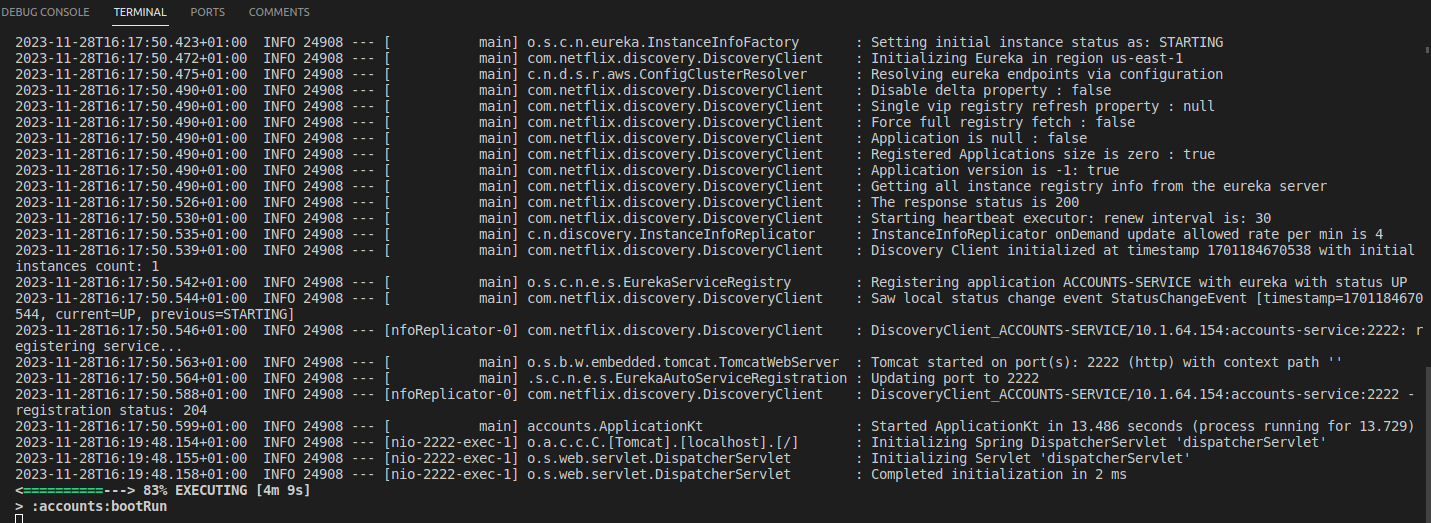 DEBUG CONSOLE TERMINAL PORTS COMMENTS
2023-11-28T16:17:50.423+01:00  INFO 24908 --- [           main] o.s.c.n.eureka.InstanceInfoFactory       : Setting initial instance status as: STARTING
2023-11-28T16:17:50.472+01:00  INFO 24908 --- [           main] com.netflix.discovery.DiscoveryClient    : Initializing Eureka in region us-east-1
2023-11-28T16:17:50.475+01:00  INFO 24908 --- [           main] c.n.d.s.r.aws.ConfigClusterResolver      : Resolving eureka endpoints via configuration
2023-11-28T16:17:50.490+01:00  INFO 24908 --- [           main] com.netflix.discovery.DiscoveryClient    : Disable delta property : false
2023-11-28T16:17:50.490+01:00  INFO 24908 --- [           main] com.netflix.discovery.DiscoveryClient    : Single vip registry refresh property : null
2023-11-28T16:17:50.490+01:00  INFO 24908 --- [           main] com.netflix.discovery.DiscoveryClient    : Force full registry fetch : false
2023-11-28T16:17:50.490+01:00  INFO 24908 --- [           main] com.netflix.discovery.DiscoveryClient    : Application is null : false
2023-11-28T16:17:50.490+01:00  INFO 24908 --- [           main] com.netflix.discovery.DiscoveryClient    : Registered Applications size is zero : true
2023-11-28T16:17:50.490+01:00  INFO 24908 --- [           main] com.netflix.discovery.DiscoveryClient    : Application version is -1: true
2023-11-28T16:17:50.490+01:00  INFO 24908 --- [           main] com.netflix.discovery.DiscoveryClient    : Getting all instance registry info from the eureka server
2023-11-28T16:17:50.526+01:00  INFO 24908 --- [           main] com.netflix.discovery.DiscoveryClient    : The response status is 200
2023-11-28T16:17:50.530+01:00  INFO 24908 --- [           main] com.netflix.discovery.DiscoveryClient    : Starting heartbeat executor: renew interval is: 30
2023-11-28T16:17:50.535+01:00  INFO 24908 --- [           main] c.n.discovery.InstanceInfoReplicator     : InstanceInfoReplicator onDemand update allowed rate per min is 4
2023-11-28T16:17:50.539+01:00  INFO 24908 --- [           main] com.netflix.discovery.DiscoveryClient    : Discovery Client initialized at timestamp 1701184670538 with initial
instances count: 1
2023-11-28T16:17:50.542+01:00  INFO 24908 --- [           main] o.s.c.n.e.s.EurekaServiceRegistry        : Registering application ACCOUNTS-SERVICE with eureka with status UP
2023-11-28T16:17:50.544+01:00  INFO 24908 --- [           main] com.netflix.discovery.DiscoveryClient    : Saw local status change event StatusChangeEvent [timestamp=1701184670
544, current=UP, previous=STARTING]
2023-11-28T16:17:50.546+01:00  INFO 24908 --- [nfoReplicator-0] com.netflix.discovery.DiscoveryClient    : DiscoveryClient_ACCOUNTS-SERVICE/10.1.64.154:accounts-service:2222: r
egistering service...
2023-11-28T16:17:50.563+01:00  INFO 24908 --- [           main] o.s.b.w.embedded.tomcat.TomcatWebServer  : Tomcat started on port(s): 2222 (http) with context path ''
2023-11-28T16:17:50.564+01:00  INFO 24908 --- [           main] .s.c.n.e.s.EurekaAutoServiceRegistration : Updating port to 2222
2023-11-28T16:17:50.588+01:00  INFO 24908 --- [nfoReplicator-0] com.netflix.discovery.DiscoveryClient    : DiscoveryClient_ACCOUNTS-SERVICE/10.1.64.154:accounts-service:2222 -
registration status: 204
2023-11-28T16:17:50.599+01:00  INFO 24908 --- [           main] accounts.ApplicationKt                   : Started ApplicationKt in 13.486 seconds (process running for 13.729)
2023-11-28T16:19:48.154+01:00  INFO 24908 --- [nio-2222-exec-1] o.a.c.c.C.[Tomcat].[localhost].[/]       : Initializing Spring DispatcherServlet 'dispatcherServlet'
2023-11-28T16:19:48.155+01:00  INFO 24908 --- [nio-2222-exec-1] o.s.web.servlet.DispatcherServlet        : Initializing Servlet 'dispatcherServlet'
2023-11-28T16:19:48.158+01:00  INFO 24908 --- [nio-2222-exec-1] o.s.web.servlet.DispatcherServlet        : Completed initialization in 2 ms
<==========---> 83% EXECUTING [4m 9s]
> :accounts:bootRun